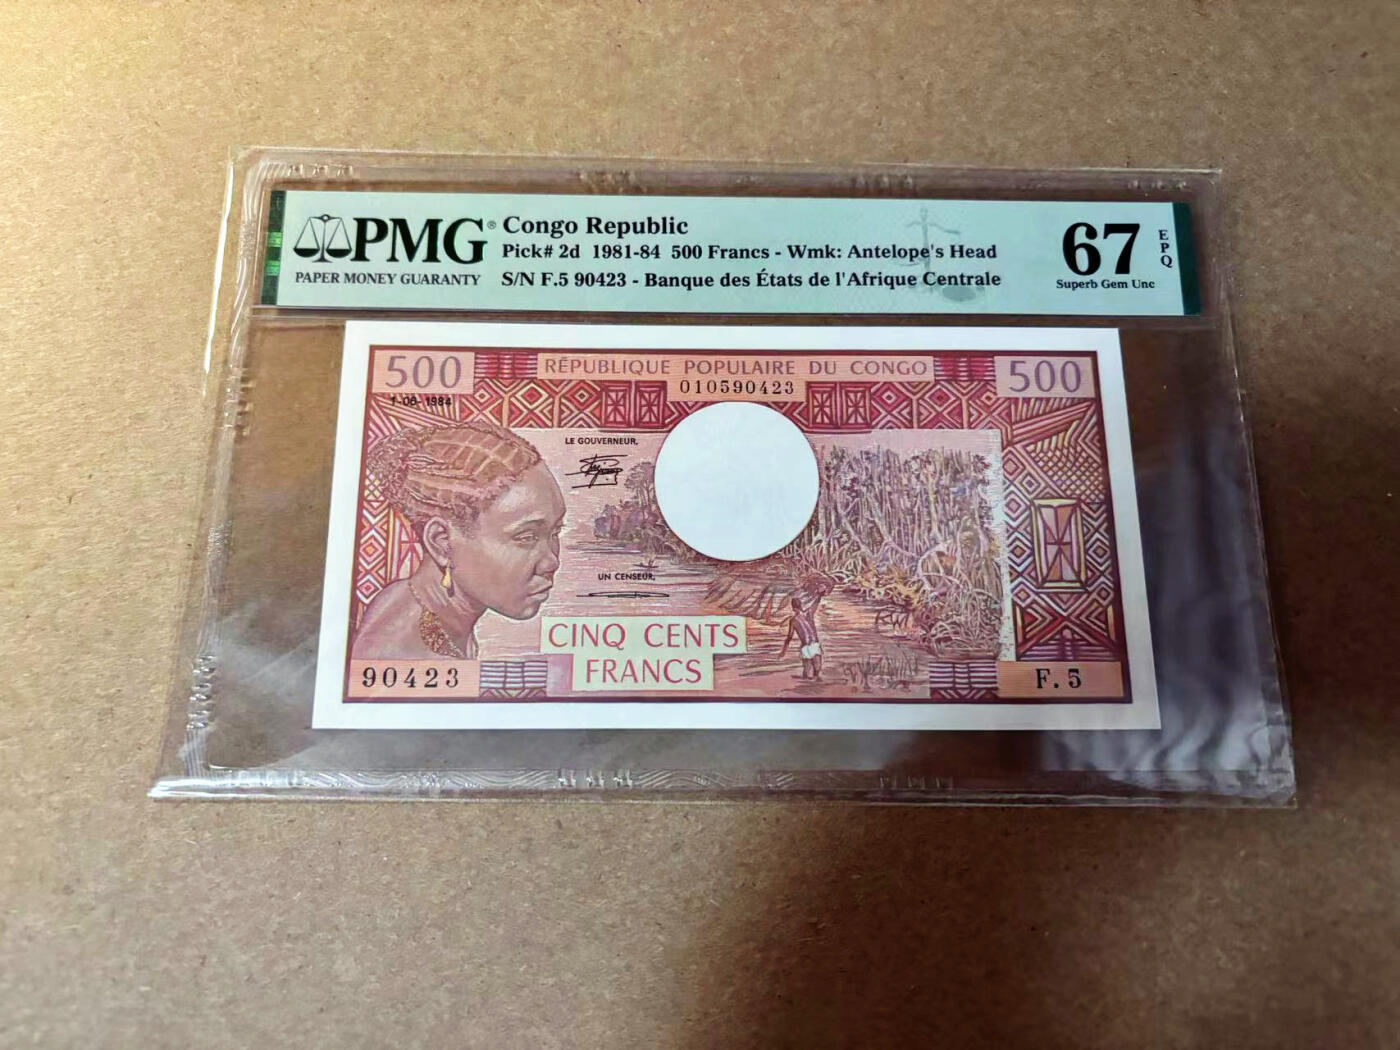 PMG®
PAPER MONEY GUARANTY
Congo Republic
Pick# 2d 1981-84 500 Francs - Wmk: Antelope's Head
S/N F.5 90423 - Banque des États de l'Afrique Centrale
67
EPQ
Superb Gem Unc
500
RÉPUBLIQUE POPULAIRE DU CONGO
500
010590423
1-06-1984
LE GOUVERNEUR,
UN CENSEUR,
CINQ CENTS
FRANCS
90423
F.5